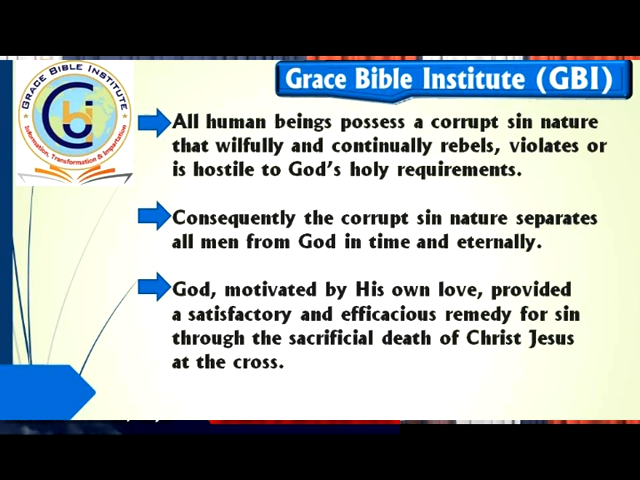 Grace Bible Institute (GBI)
GRACE BIBLE INSTITUTE
Information, Transformation & Impartation
All human beings possess a corrupt sin nature
that wilfully and continually rebels, violates or
is hostile to God's holy requirements.
Consequently the corrupt sin nature separates
all men from God in time and eternally.
God, motivated by His own love, provided
a satisfactory and efficacious remedy for sin
through the sacrificial death of Christ Jesus
at the cross.